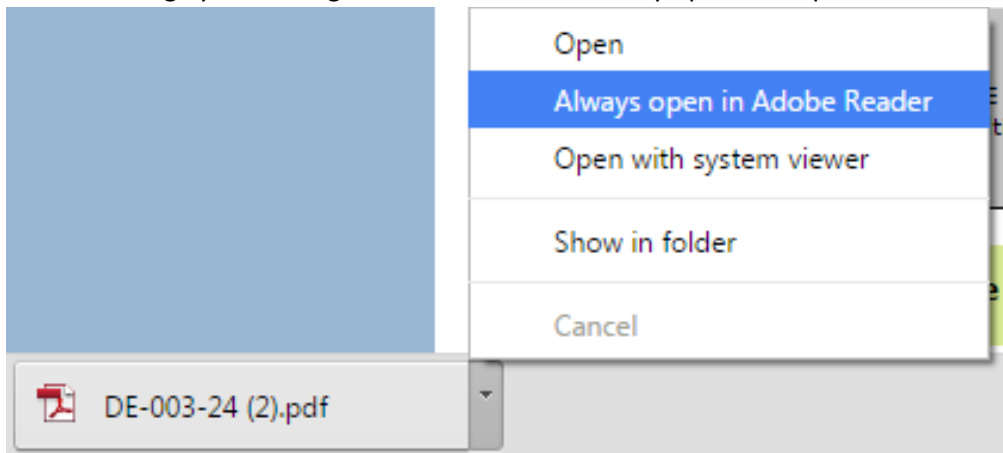 Open
Always open in Adobe Reader
Open with system viewer
Show in folder
Cancel
DE-003-24 (2).pdf